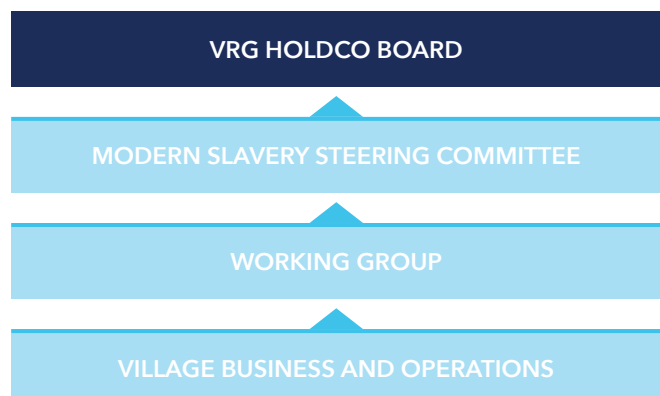 VRG HOLDCO BOARD
MODERN SLAVERY STEERING COMMITTEE
WORKING GROUP
VILLAGE BUSINESS AND OPERATIONS